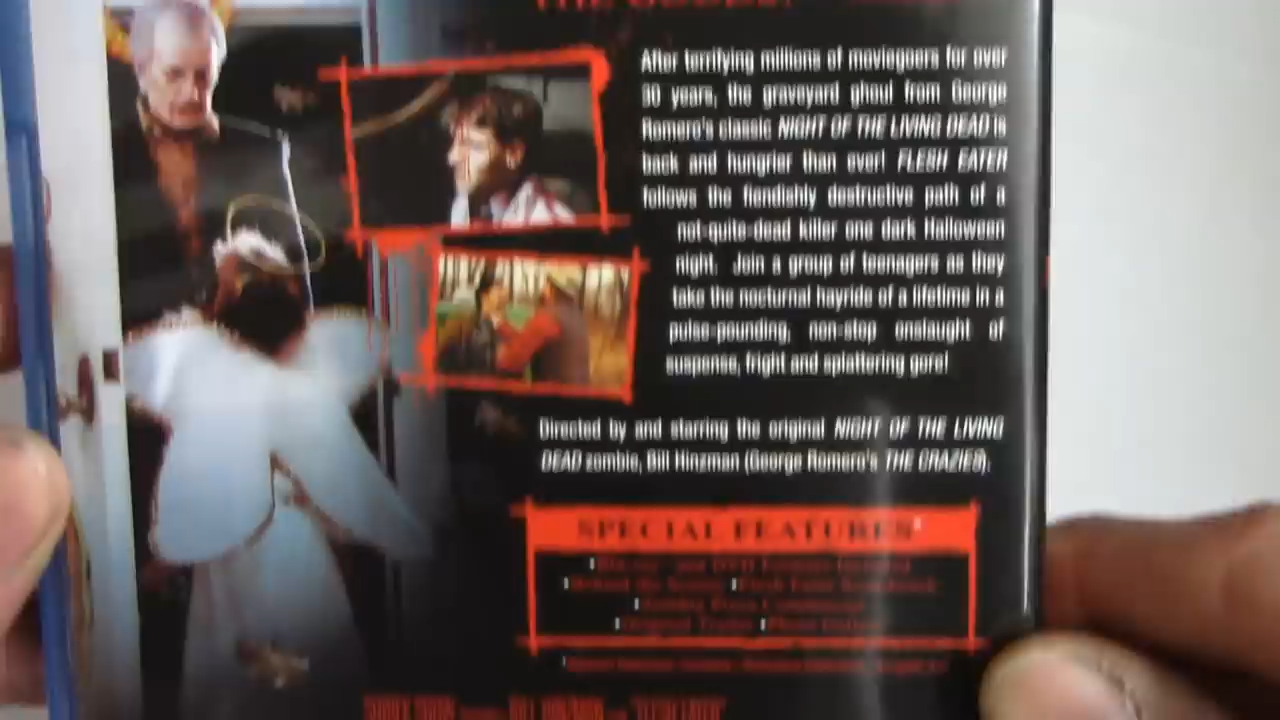 THE GOODS!
After terrifying millions of moviegoers for over
30 years, the graveyard ghoul from George
Romero's classic NIGHT OF THE LIVING DEAD is
back and hungrier than ever! FLESH EATER
follows the fiendishly destructive path of a
not-quite-dead killer one dark Halloween
night. Join a group of teenagers as they
take the nocturnal hayride of a lifetime in a
pulse-pounding, non-stop onslaught of
suspense, fright and splattering gore!
Directed by and starring the original NIGHT OF THE LIVING
DEAD zombie, Bill Hinzman (George Romero's THE CRAZIES).
SPECIAL FEATURES